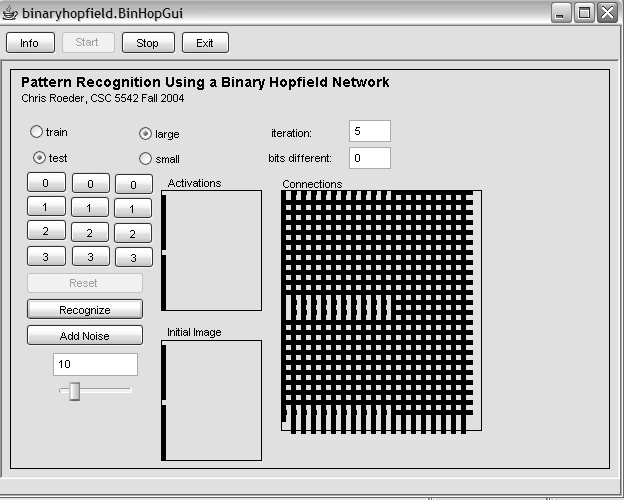 binaryhopfield.BinHopGui
Info Start Stop Exit
Pattern Recognition Using a Binary Hopfield Network
Chris Roeder, CSC 5542 Fall 2004
train large iteration: 5
test small bits different: 0
0 0 0 Activations Connections
1 1 1
2 2 2
3 3 3
Reset
Recognize Initial Image
Add Noise
10